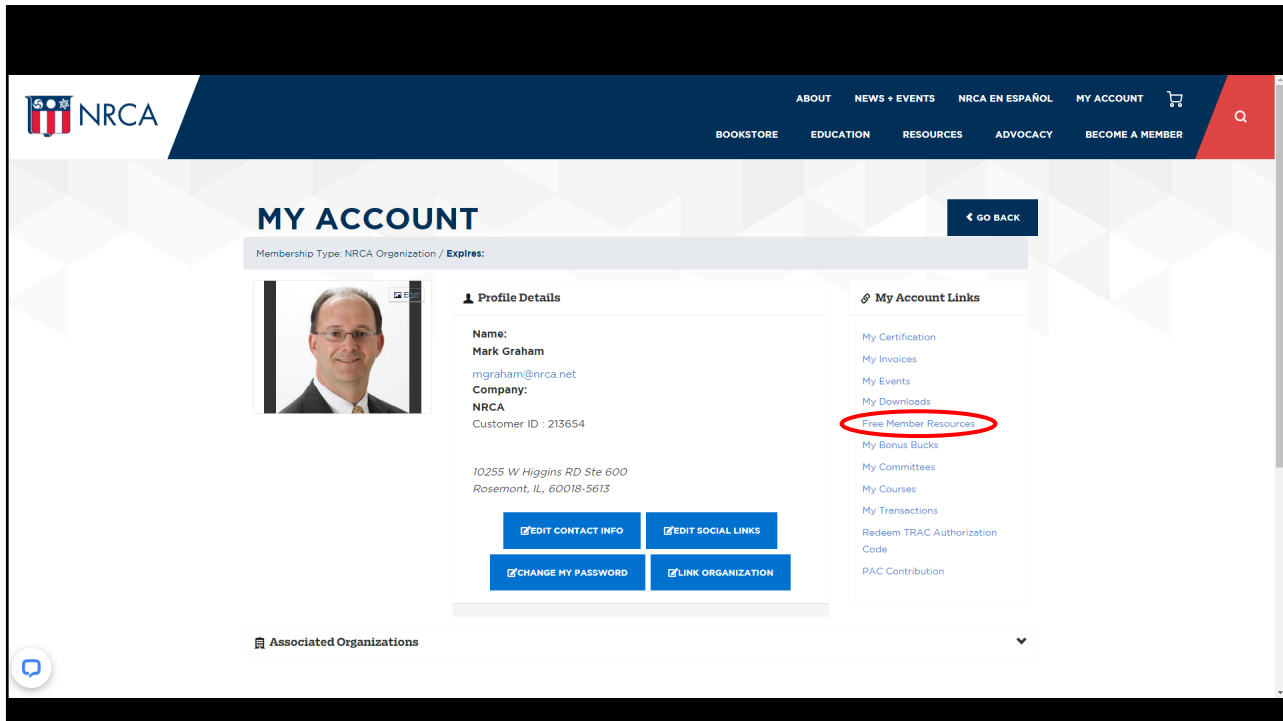 NRCA
ABOUT NEWS + EVENTS NRCA EN ESPAÑOL MY ACCOUNT
BOOKSTORE EDUCATION RESOURCES ADVOCACY BECOME A MEMBER
MY ACCOUNT
GO BACK
Membership Type: NRCA Organization / Expires:
Edit
Profile Details
Name:
Mark Graham
mgraham@nrca.net
Company:
NRCA
Customer ID : 213654
10255 W Higgins RD Ste 600
Rosemont, IL, 60018-5613
EDIT CONTACT INFO EDIT SOCIAL LINKS
CHANGE MY PASSWORD LINK ORGANIZATION
My Account Links
My Certification
My Invoices
My Events
My Downloads
Free Member Resources
My Bonus Bucks
My Committees
My Courses
My Transactions
Redeem TRAC Authorization
Code
PAC Contribution
Associated Organizations